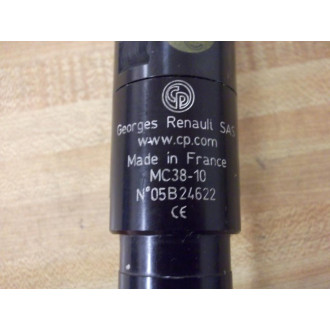 CP
Georges Renault SAS
www.cp.com
Made in France
MC38-10
N°05B24622
CE